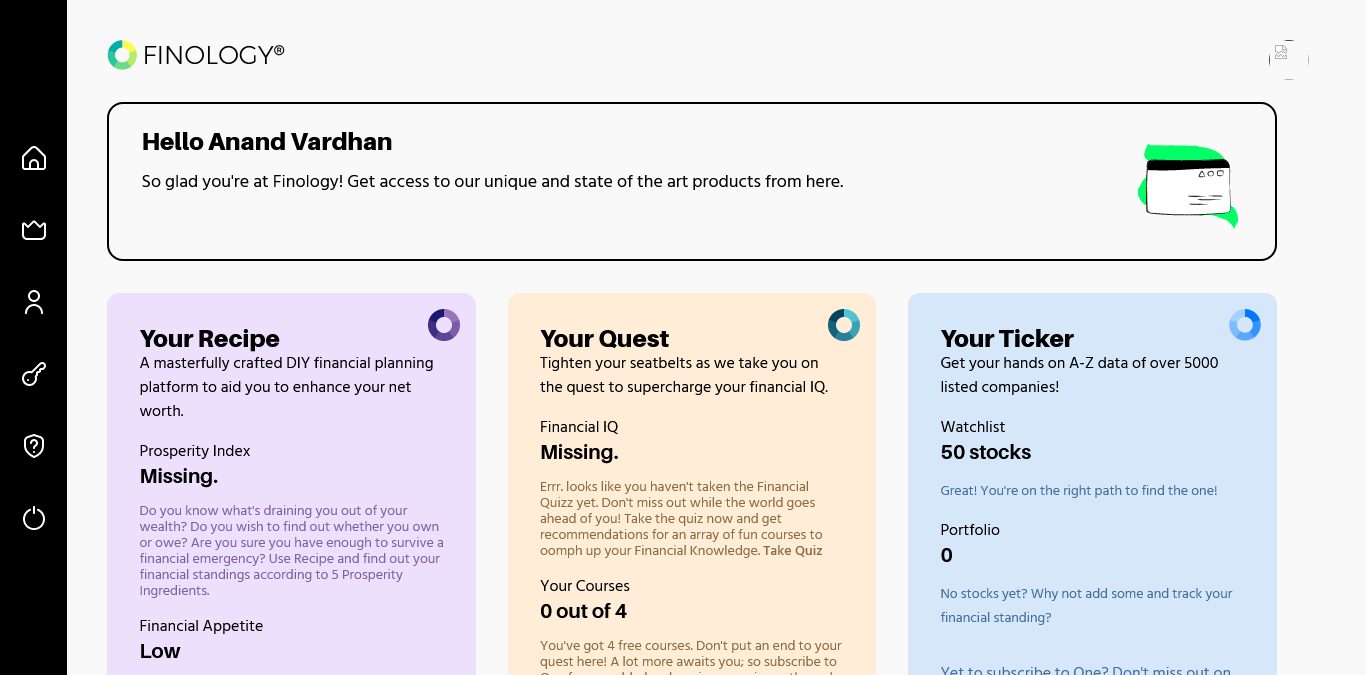 FINOLOGY®
Hello Anand Vardhan
So glad you're at Finology! Get access to our unique and state of the art products from here.
Your Recipe
A masterfully crafted DIY financial planning
platform to aid you to enhance your net
worth.
Prosperity Index
Missing.
Do you know what's draining you out of your
wealth? Do you wish to find out whether you own
or owe? Are you sure you have enough to survive a
financial emergency? Use Recipe and find out your
financial standings according to 5 Prosperity
Ingredients.
Financial Appetite
Low
Your Quest
Tighten your seatbelts as we take you on
the quest to supercharge your financial IQ.
Financial IQ
Missing.
Errr. looks like you haven't taken the Financial
Quizz yet. Don't miss out while the world goes
ahead of you! Take the quiz now and get
recommendations for an array of fun courses to
oomph up your Financial Knowledge. Take Quiz
Your Courses
0 out of 4
You've got 4 free courses. Don't put an end to your
quest here! A lot more awaits you; so subscribe to
Your Ticker
Get your hands on A-Z data of over 5000
listed companies!
Watchlist
50 stocks
Great! You're on the right path to find the one!
Portfolio
0
No stocks yet? Why not add some and track your
financial standing?
Yet to subscribe to One? Don't miss out on